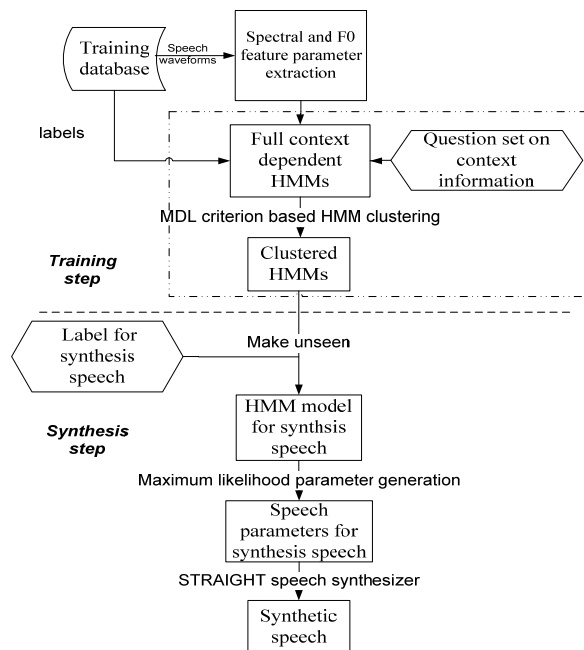 Training
database
Speech
waveforms
Spectral and F0
feature parameter
extraction
labels
Full context
dependent
HMMs
Question set on
context
information
MDL criterion based HMM clustering
Clustered
HMMs
Training
step
Label for
synthesis
speech
Make unseen
HMM model
for synthsis
speech
Synthesis
step
Maximum likelihood parameter generation
Speech
parameters for
synthesis speech
STRAIGHT speech synthesizer
Synthetic
speech